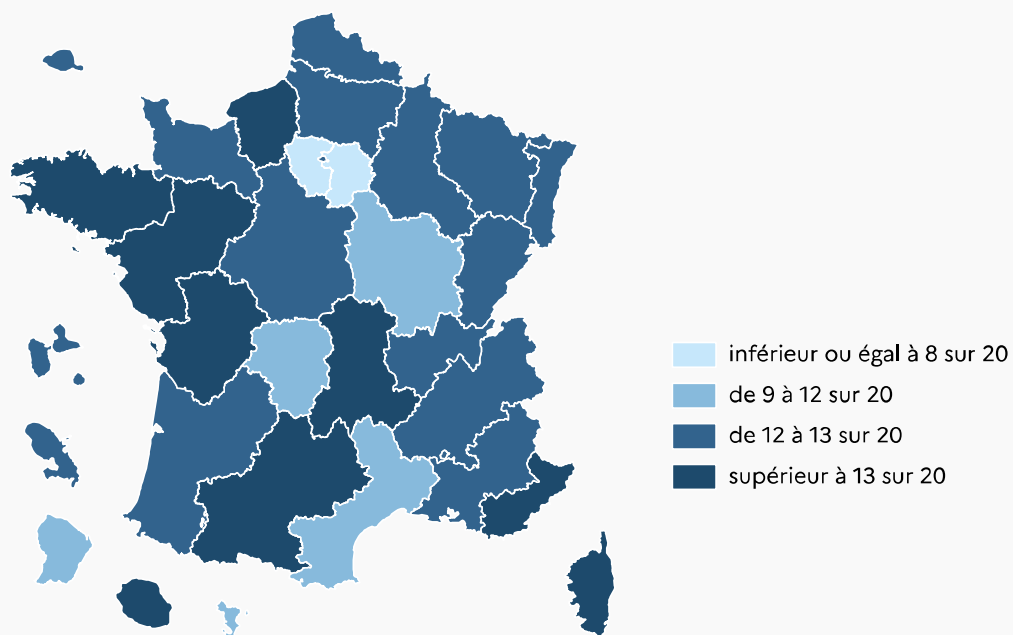 inférieur ou égal à 8 sur 20
de 9 à 12 sur 20
de 12 à 13 sur 20
supérieur à 13 sur 20